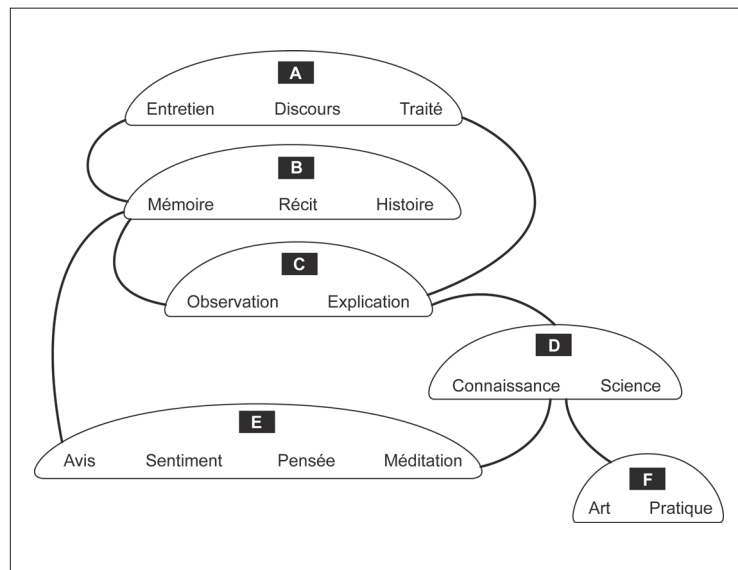 A
Entretien Discours Traité
B
Mémoire Récit Histoire
C
Observation Explication
D
Connaissance Science
E
Avis Sentiment Pensée Méditation
F
Art Pratique